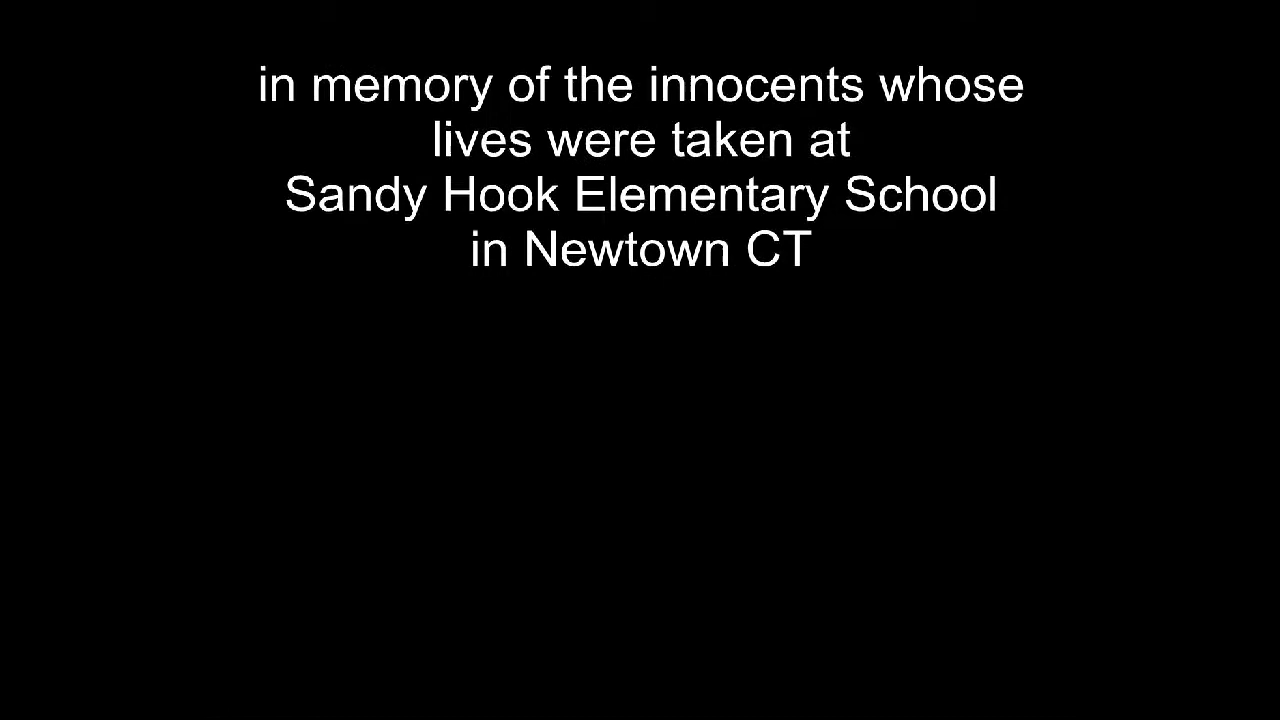 in memory of the innocents whose
lives were taken at
Sandy Hook Elementary School
in Newtown CT